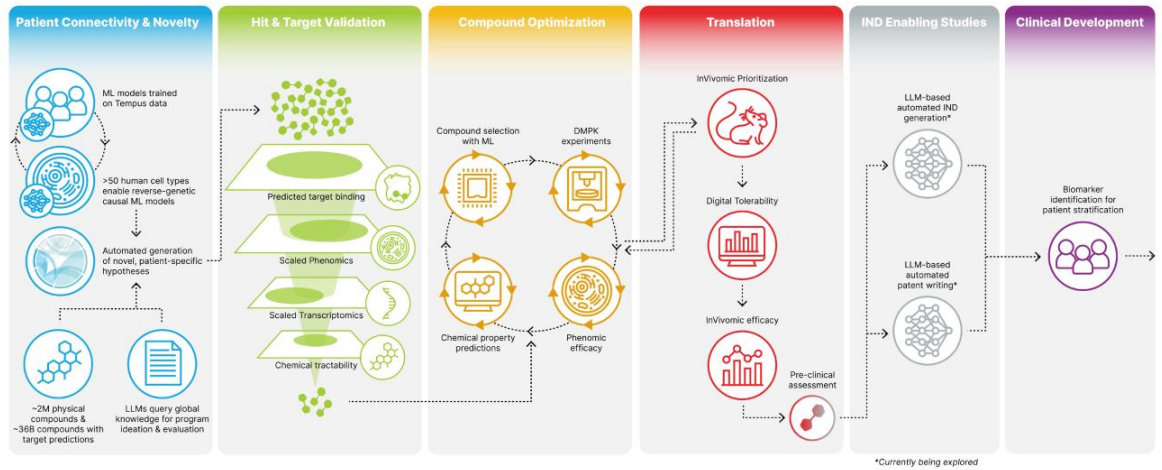 Patient Connectivity & Novelty
ML models trained
on Tempus data
>50 human cell types
enable reverse-genetic
causal ML models
Automated generation
of novel, patient-specific
hypotheses
~2M physical
compounds &
~36B compounds with
target predictions
LLMs query global
knowledge for program
ideation & evaluation
Hit & Target Validation
Predicted target binding
Scaled Phenomics
Scaled Transcriptomics
Chemical tractability
Compound Optimization
Compound selection
with ML
DMPK
experiments
Chemical property
predictions
Phenomic
efficacy
Translation
InVivomic Prioritization
Digital Tolerability
InVivomic efficacy
Pre-clinical
assessment
IND Enabling Studies
LLM-based
automated IND
generation*
LLM-based
automated
patent writing*
Clinical Development
Biomarker
identification for
patient stratification
*Currently being explored